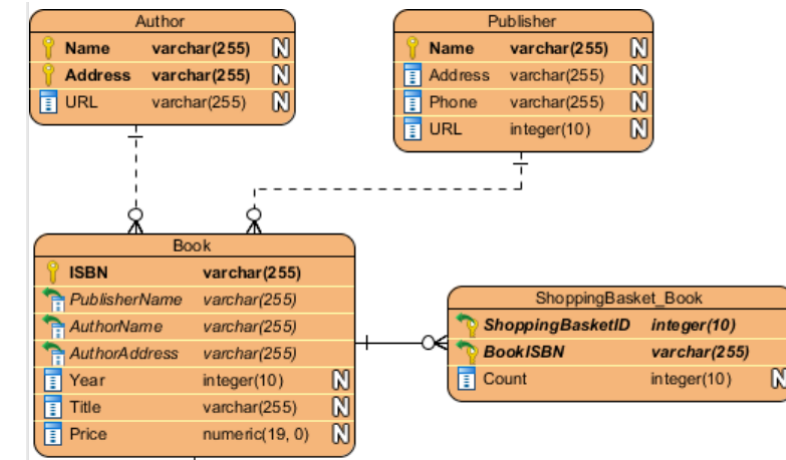 Author
Name varchar(255) N
Address varchar(255) N
URL varchar(255) N
Publisher
Name varchar(255) N
Address varchar(255) N
Phone varchar(255) N
URL integer(10) N
Book
ISBN varchar(255)
PublisherName varchar(255)
AuthorName varchar(255)
AuthorAddress varchar(255)
Year integer(10) N
Title varchar(255) N
Price numeric(19, 0) N
ShoppingBasket_Book
ShoppingBasketID integer(10)
BookISBN varchar(255)
Count integer(10) N